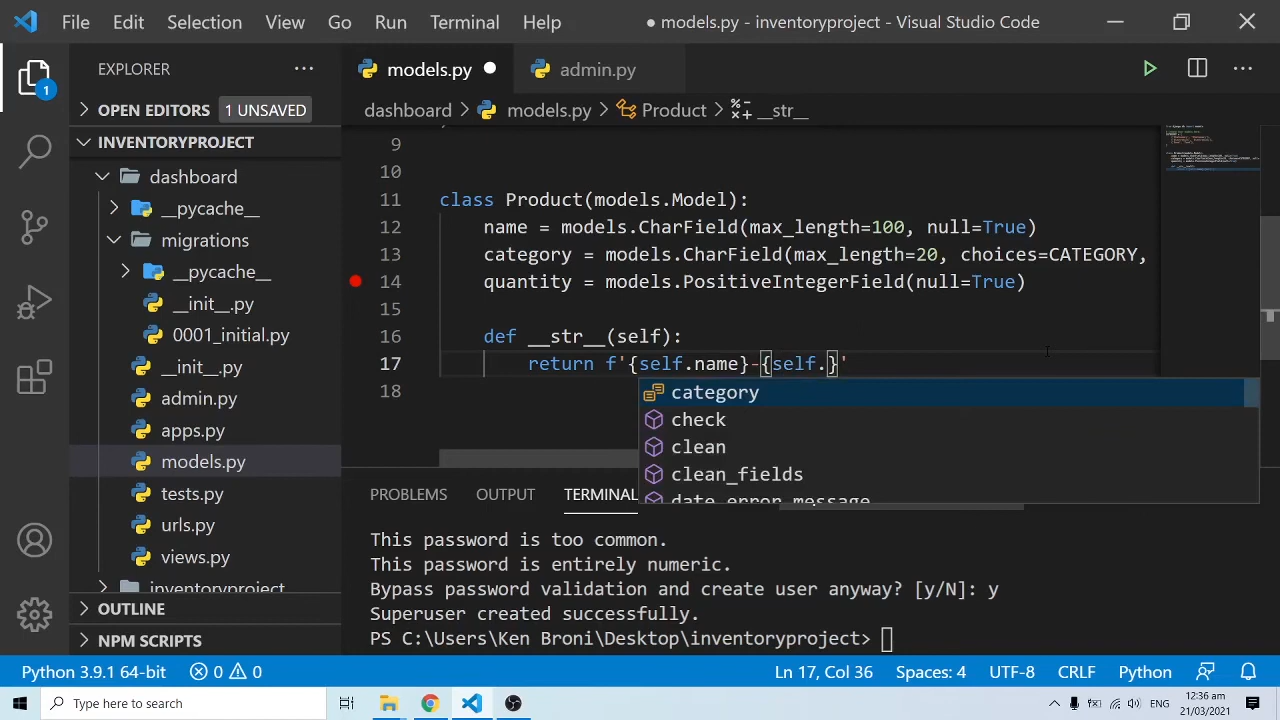 File Edit Selection View Go Run Terminal Help ● models.py - inventoryproject - Visual Studio Code
EXPLORER ···
1
OPEN EDITORS 1 UNSAVED
INVENTORYPROJECT
dashboard
__pycache__
migrations
__pycache__
__init__.py
0001_initial.py
__init__.py
admin.py
apps.py
models.py
tests.py
urls.py
views.py
inventoryproject
OUTLINE
NPM SCRIPTS
models.py ● admin.py
dashboard > models.py > Product > __str__
9
10
11 class Product(models.Model):
12 name = models.CharField(max_length=100, null=True)
13 category = models.CharField(max_length=20, choices=CATEGORY,
14 quantity = models.PositiveIntegerField(null=True)
15
16 def __str__(self):
17 return f'{self.name}-{self.}'
18
category
check
clean
clean_fields
date_error_message
PROBLEMS OUTPUT TERMINAL
This password is too common.
This password is entirely numeric.
Bypass password validation and create user anyway? [y/N]: y
Superuser created successfully.
PS C:\Users\Ken Broni\Desktop\inventoryproject>
Python 3.9.1 64-bit 0 0 Ln 17, Col 36 Spaces: 4 UTF-8 CRLF Python
Type here to search ENG 12:36 am
21/03/2021